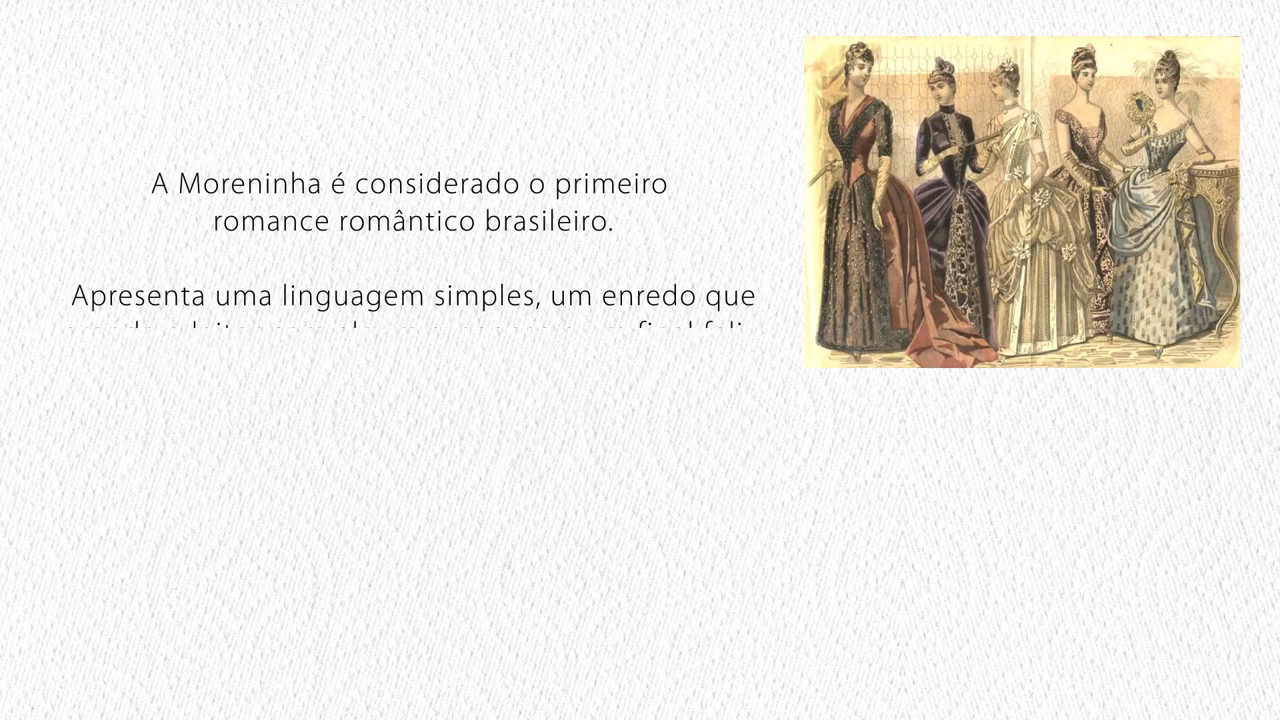 A Moreninha é considerado o primeiro
romance romântico brasileiro.
Apresenta uma linguagem simples, um enredo que